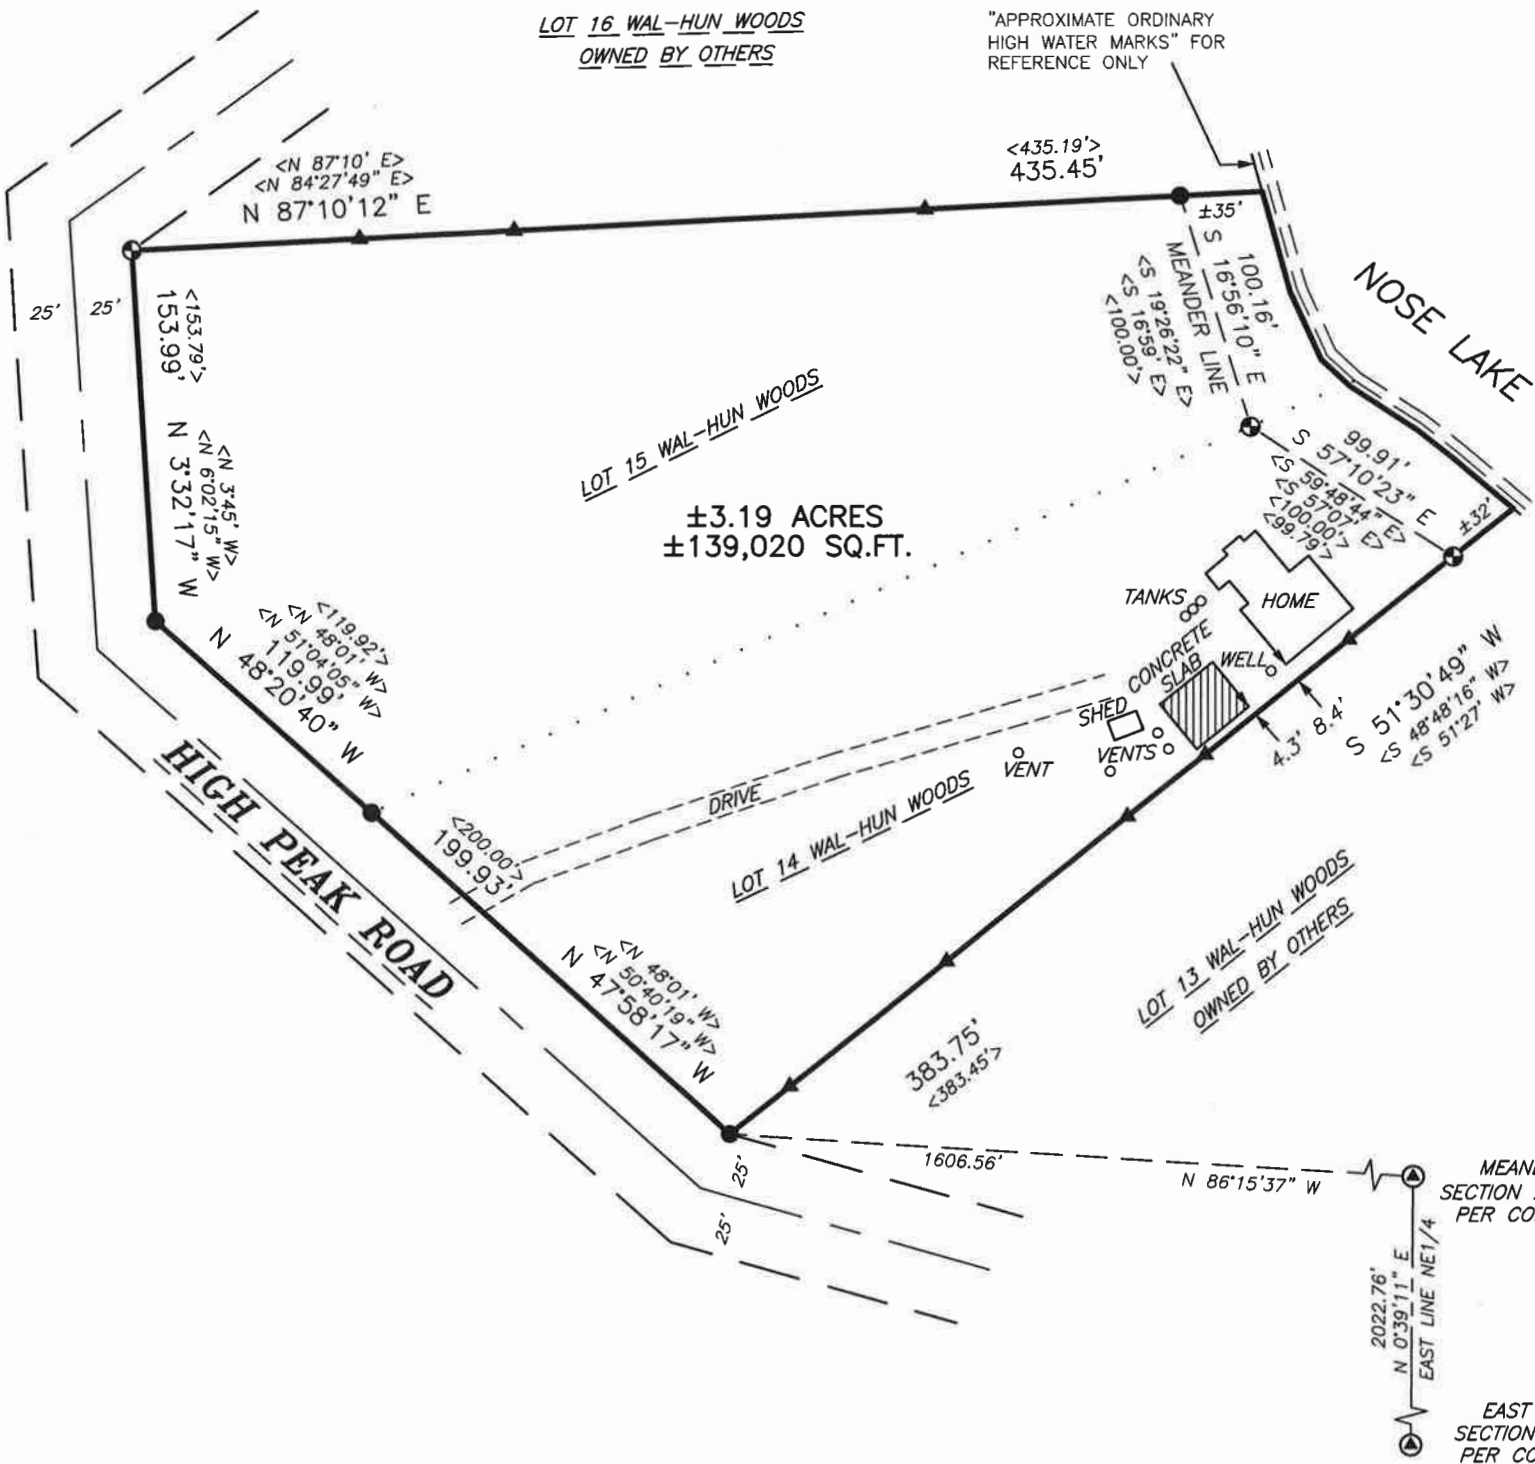 LOT 16 WAL-HUN WOODS
OWNED BY OTHERS
"APPROXIMATE ORDINARY
HIGH WATER MARKS" FOR
REFERENCE ONLY
<N 87°10' E>
<N 84°27'49" E>
N 87°10'12" E
<435.19'>
435.45'
±35'
25'
25'
<153.79'>
153.99'
<N 3°45' W>
<N 6°02'15" W>
N 3°32'17" W
100.16'
S 16°56'10" E
MEANDER LINE
<S 19°26'22" E>
<S 16°59' E>
<100.00'>
NOSE LAKE
LOT 15 WAL-HUN WOODS
±3.19 ACRES
±139,020 SQ.FT.
99.91'
S 57°10'23" E
<S 59°48'44" E>
<S 57°07' E>
<100.00'>
<99.79'>
±32'
TANKS
HOME
CONCRETE
SLAB
WELL
SHED
VENTS
VENT
DRIVE
S 51°30'49" W
<S 48°48'16" W>
<S 51°27' W>
8.4'
4.3'
<119.92'>
<N 48°01' W>
<N 51°04'05" W>
119.99'
N 48°20'40" W
HIGH PEAK ROAD
<200.00'>
199.93'
LOT 14 WAL-HUN WOODS
<N 48°01' W>
<N 50°40'19" W>
N 47°58'17" W
LOT 13 WAL-HUN WOODS
OWNED BY OTHERS
383.75'
<383.45'>
1606.56'
N 86°15'37" W
25'
25'
SECTION
PER
2022.76'
N 0°39'11" E
EAST LINE NE1/4
EAST
SECTION
PER